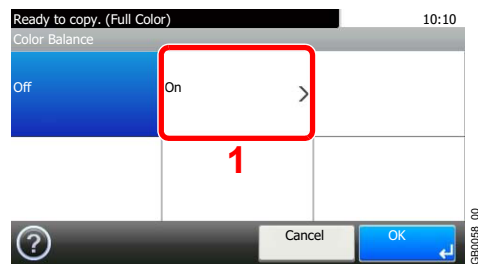 Ready to copy. (Full Color) 10:10
Color Balance
Off On >
1
? Cancel OK
GB0058_00